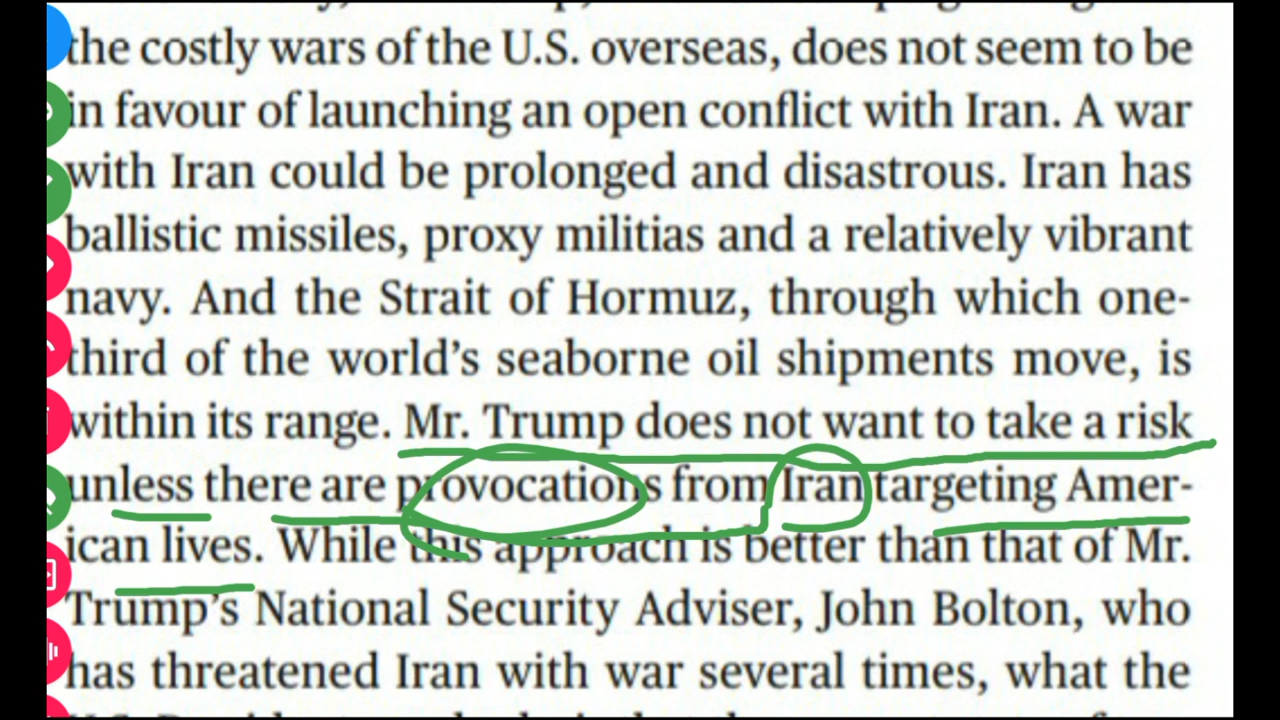 the costly wars of the U.S. overseas, does not seem to be
in favour of launching an open conflict with Iran. A war
with Iran could be prolonged and disastrous. Iran has
ballistic missiles, proxy militias and a relatively vibrant
navy. And the Strait of Hormuz, through which one-
third of the world’s seaborne oil shipments move, is
within its range. Mr. Trump does not want to take a risk
unless there are provocations from Iran targeting Amer-
ican lives. While this approach is better than that of Mr.
Trump’s National Security Adviser, John Bolton, who
has threatened Iran with war several times, what the